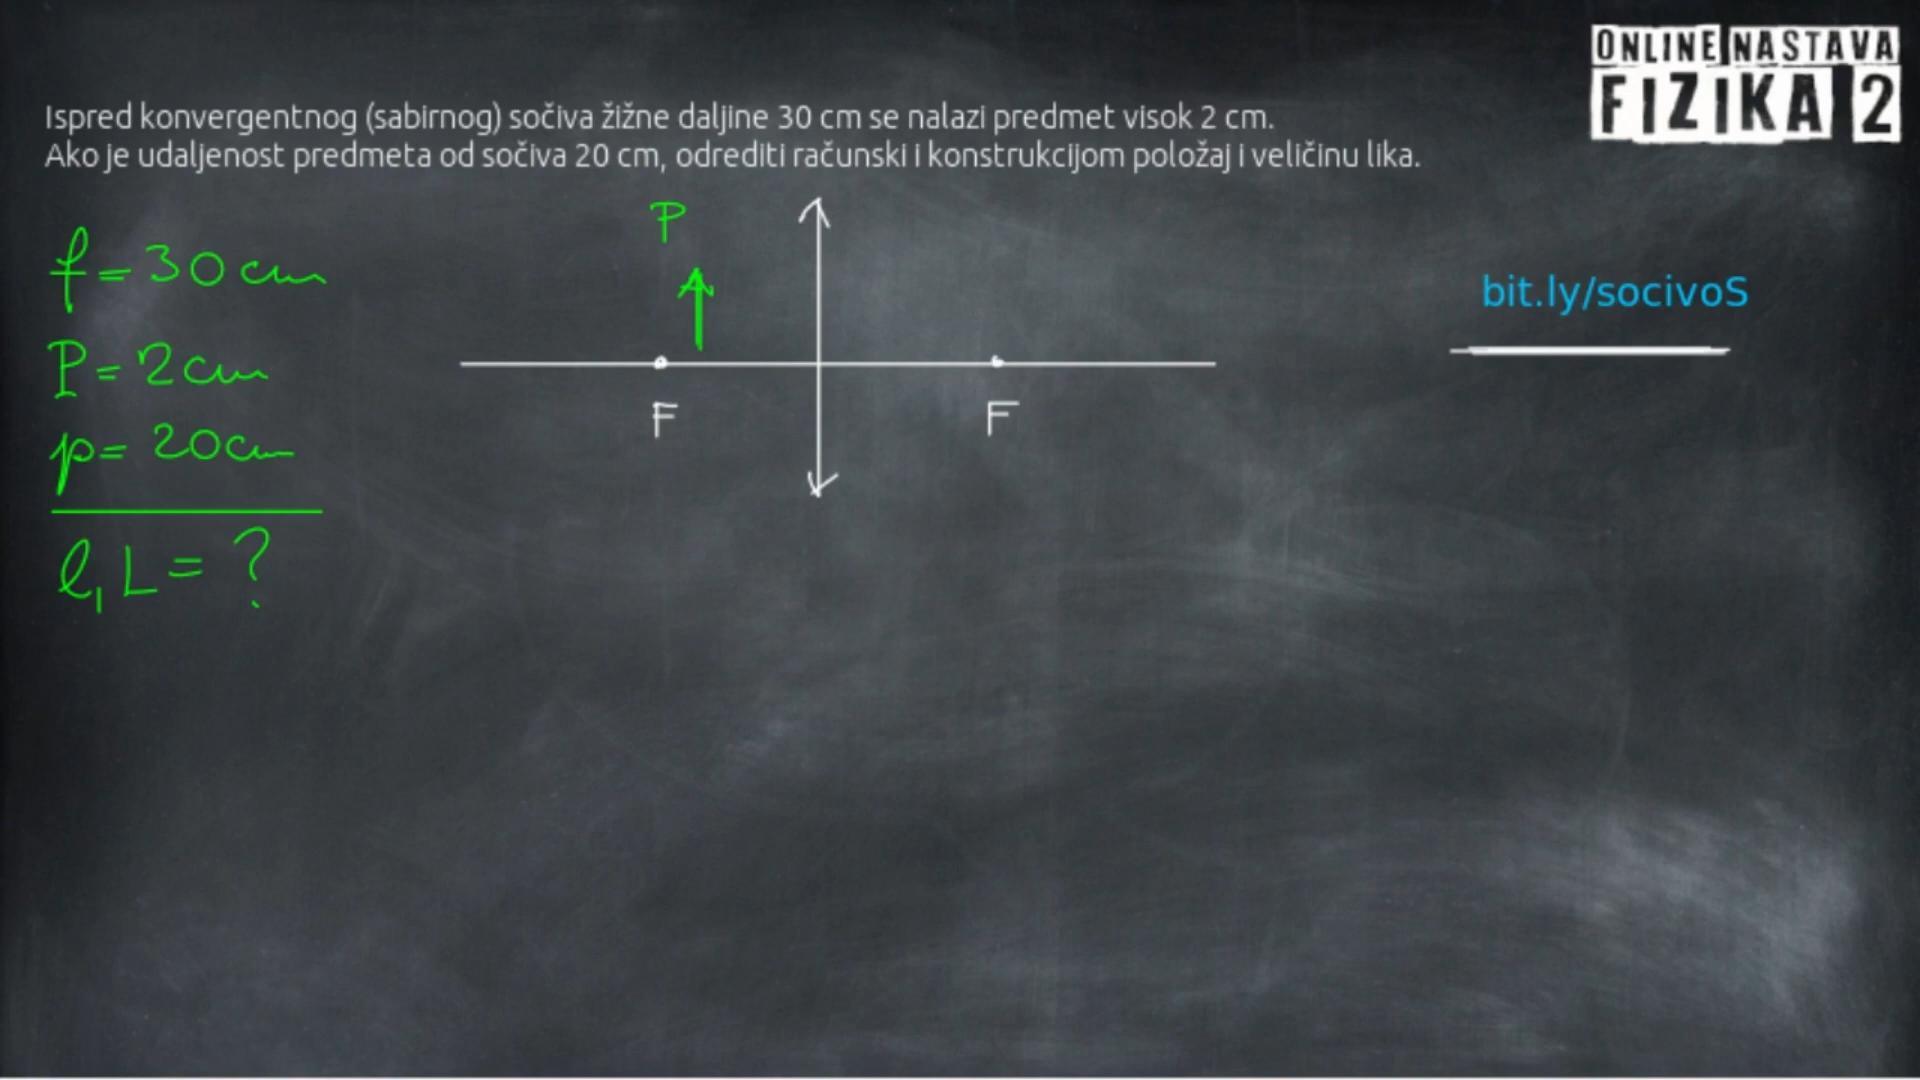 ONLINE NASTAVA
FIZIKA 2
Ispred konvergentnog (sabirnog) sočiva žižne daljine 30 cm se nalazi predmet visok 2 cm.
Ako je udaljenost predmeta od sočiva 20 cm, odrediti računski i konstrukcijom položaj i veličinu lika.
f = 30 cm
P = 2 cm
p = 20 cm
l, L = ?
P
F
F
bit.ly/socivoS